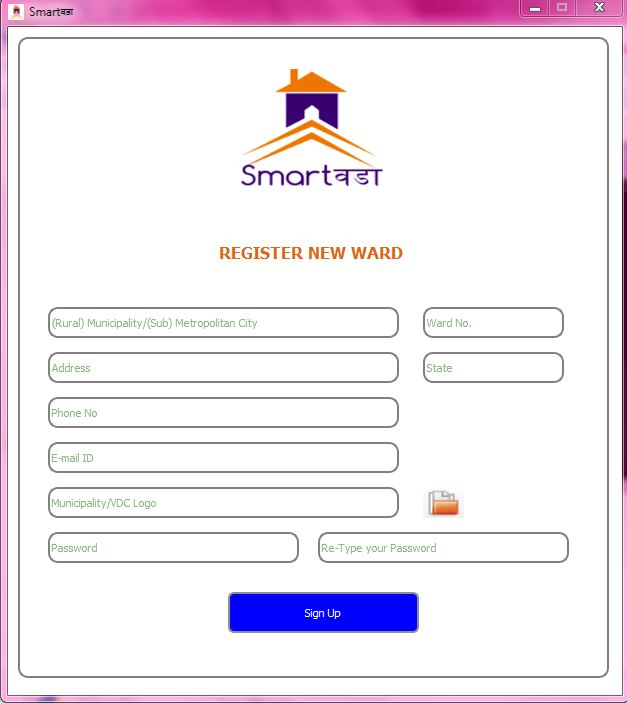 Smartवडा
Smartवडा
REGISTER NEW WARD
(Rural) Municipality/(Sub) Metropolitan City
Ward No.
Address
State
Phone No
E-mail ID
Municipality/VDC Logo
Password
Re-Type your Password
Sign Up